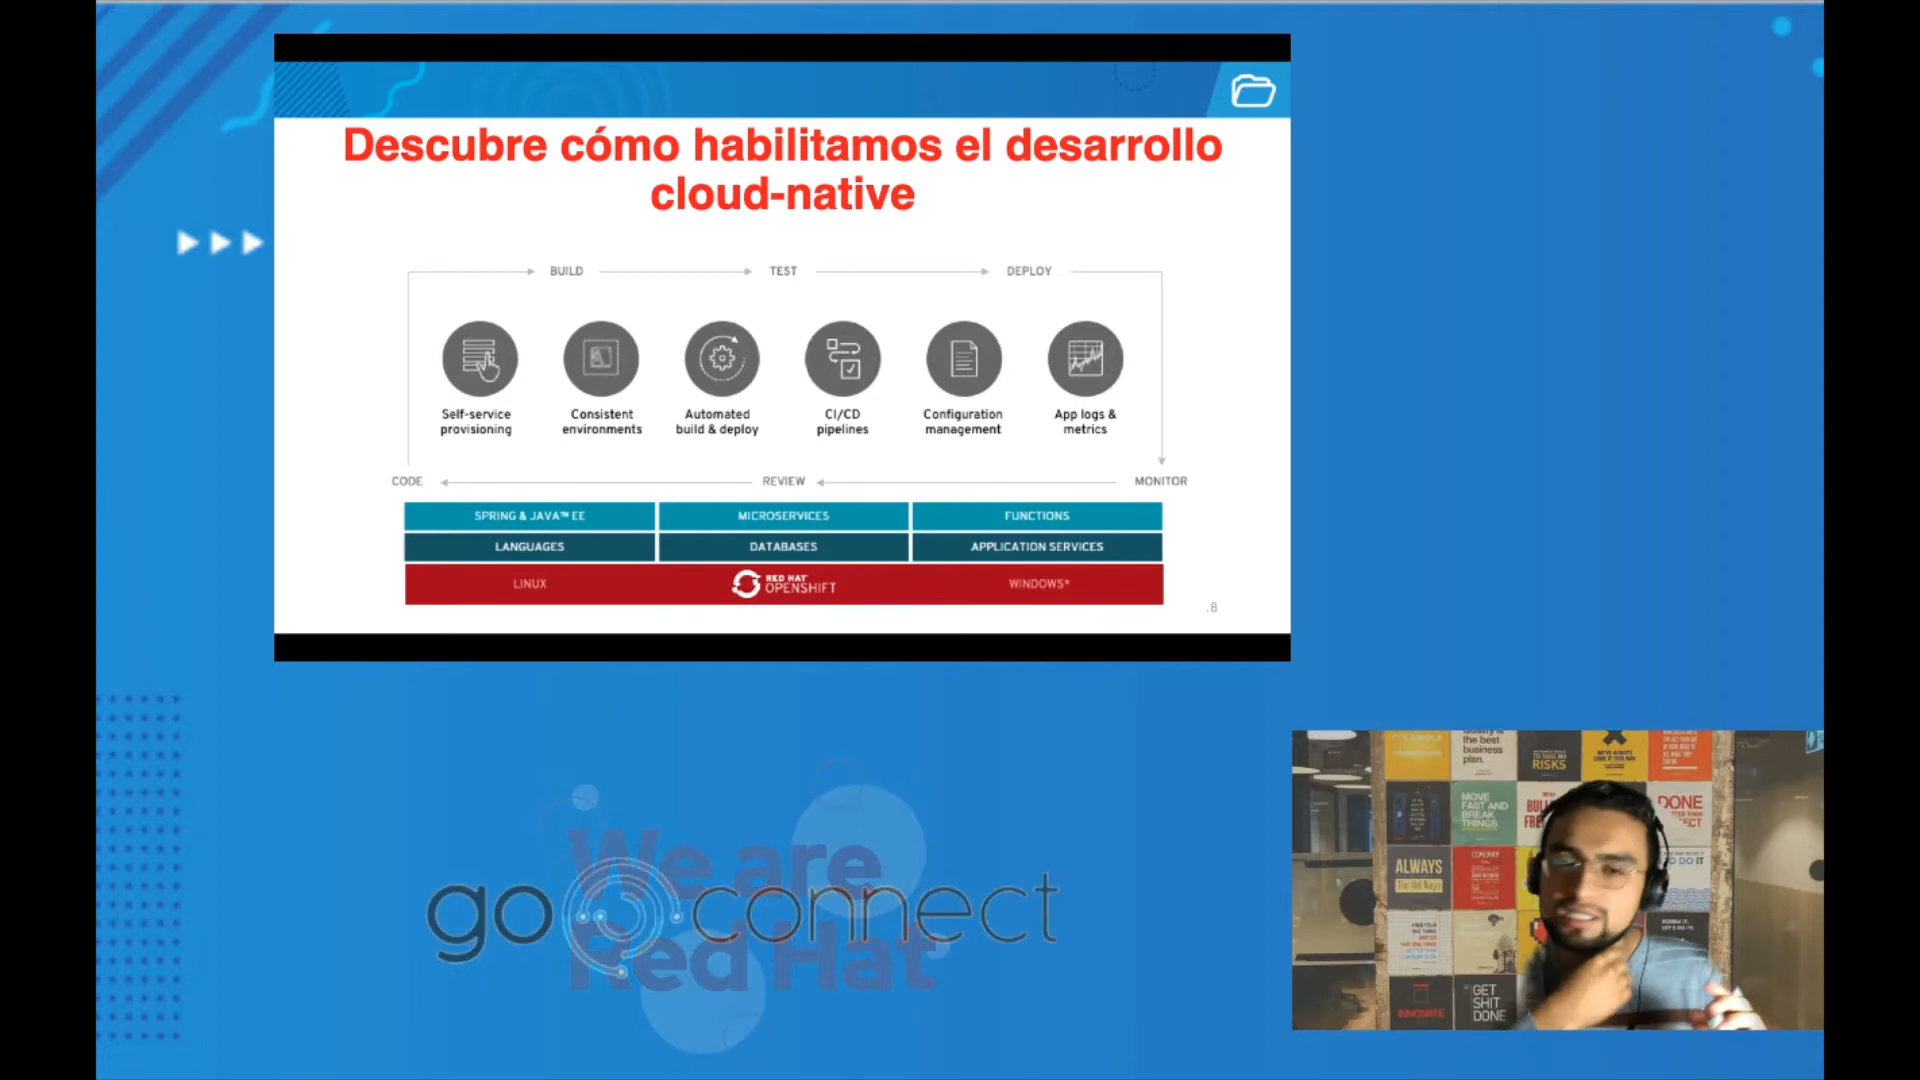 Descubre cómo habilitamos el desarrollo
cloud-native
BUILD
TEST
DEPLOY
Self-service
provisioning
Consistent
environments
Automated
build & deploy
CI/CD
pipelines
Configuration
management
App logs &
metrics
CODE
REVIEW
MONITOR
SPRING & JAVA™ EE
MICROSERVICES
FUNCTIONS
LANGUAGES
DATABASES
APPLICATION SERVICES
LINUX
RED HAT
OPENSHIFT
WINDOWS*
.8
We are
Red Hat
go connect
the best
business
plan.
RISKS
MOVE
FAST AND
BREAK
THINGS
DONE
ALWAYS
O DO IT
INNOVATE
GET
SHIT
DONE